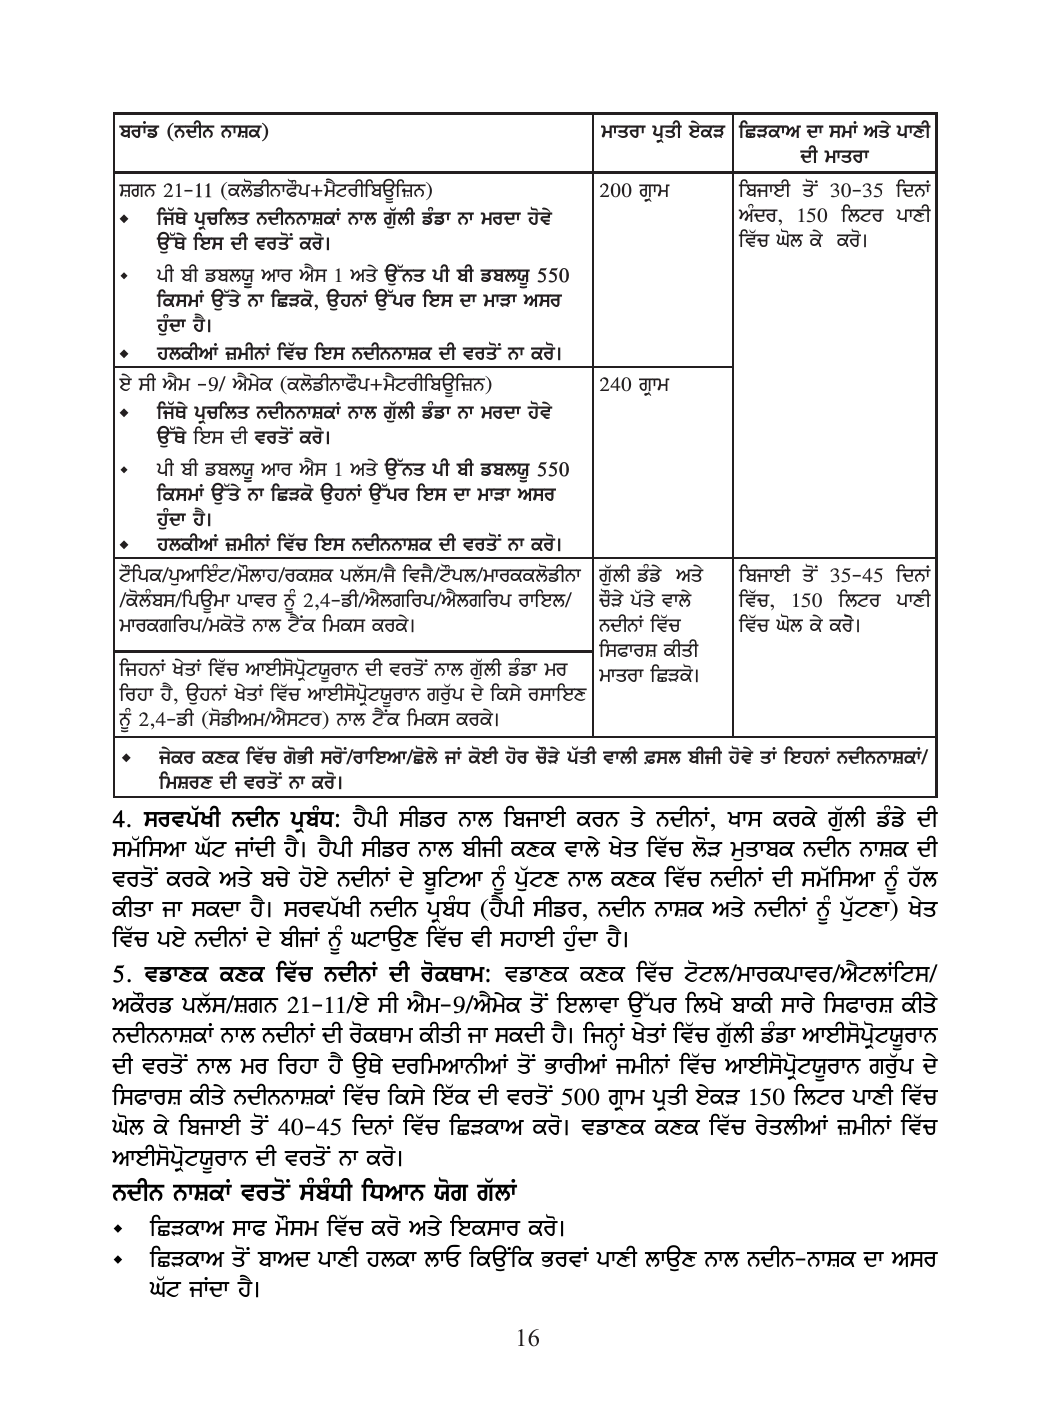 ਬਰਾਂਡ (ਨਦੀਨ ਨਾਸ਼ਕ)
ਮਾਤਰਾ ਪ੍ਰਤੀ ਏਕੜ
ਛਿੜਕਾਅ ਦਾ ਸਮਾਂ ਅਤੇ ਪਾਣੀ
ਦੀ ਮਾਤਰਾ
ਸ਼ਗਨ 21-11 (ਕਲੋਡੀਨਾਫੌਪ+ਮੈਟਰੀਬਿਊਜ਼ਿਨ)
◆ ਜਿੱਥੇ ਪ੍ਰਚਲਿਤ ਨਦੀਨਨਾਸ਼ਕਾਂ ਨਾਲ ਗੁੱਲੀ ਡੰਡਾ ਨਾ ਮਰਦਾ ਹੋਵੇ
ਉੱਥੇ ਇਸ ਦੀ ਵਰਤੋਂ ਕਰੋ।
◆ ਪੀ ਬੀ ਡਬਲਯੂ ਆਰ ਐਸ 1 ਅਤੇ ਉੱਨਤ ਪੀ ਬੀ ਡਬਲਯੂ 550
ਕਿਸਮਾਂ ਉੱਤੇ ਨਾ ਛਿੜਕੋ, ਉਹਨਾਂ ਉੱਪਰ ਇਸ ਦਾ ਮਾੜਾ ਅਸਰ
ਹੁੰਦਾ ਹੈ।
◆ ਹਲਕੀਆਂ ਜ਼ਮੀਨਾਂ ਵਿੱਚ ਇਸ ਨਦੀਨਨਾਸ਼ਕ ਦੀ ਵਰਤੋਂ ਨਾ ਕਰੋ।
200 ਗ੍ਰਾਮ
ਬਿਜਾਈ ਤੋਂ 30-35 ਦਿਨਾਂ
ਅੰਦਰ, 150 ਲਿਟਰ ਪਾਣੀ
ਵਿੱਚ ਘੋਲ ਕੇ ਕਰੋ।
ਏ ਸੀ ਐਮ -9/ ਐਮੇਕ (ਕਲੋਡੀਨਾਫੌਪ+ਮੈਟਰੀਬਿਊਜ਼ਿਨ)
◆ ਜਿੱਥੇ ਪ੍ਰਚਲਿਤ ਨਦੀਨਨਾਸ਼ਕਾਂ ਨਾਲ ਗੁੱਲੀ ਡੰਡਾ ਨਾ ਮਰਦਾ ਹੋਵੇ
ਉੱਥੇ ਇਸ ਦੀ ਵਰਤੋਂ ਕਰੋ।
◆ ਪੀ ਬੀ ਡਬਲਯੂ ਆਰ ਐਸ 1 ਅਤੇ ਉੱਨਤ ਪੀ ਬੀ ਡਬਲਯੂ 550
ਕਿਸਮਾਂ ਉੱਤੇ ਨਾ ਛਿੜਕੋ ਉਹਨਾਂ ਉੱਪਰ ਇਸ ਦਾ ਮਾੜਾ ਅਸਰ
ਹੁੰਦਾ ਹੈ।
◆ ਹਲਕੀਆਂ ਜ਼ਮੀਨਾਂ ਵਿੱਚ ਇਸ ਨਦੀਨਨਾਸ਼ਕ ਦੀ ਵਰਤੋਂ ਨਾ ਕਰੋ।
240 ਗ੍ਰਾਮ
ਟੌਪਿਕ/ਪੁਆਇੰਟ/ਮੌਲਾਹ/ਰਕਸ਼ਕ ਪਲੱਸ/ਜੈ ਵਿਜੈ/ਟੌਪਲ/ਮਾਰਕਕਲੋਡੀਨਾ
/ਕੋਲੰਬਸ/ਪਿਊਮਾ ਪਾਵਰ ਨੂੰ 2,4-ਡੀ/ਐਲਗਰਿਪ/ਐਲਗਰਿਪ ਰਾਇਲ/
ਮਾਰਕਗਰਿਪ/ਮਕੋਤੋ ਨਾਲ ਟੈਂਕ ਮਿਕਸ ਕਰਕੇ।
ਗੁੱਲੀ ਡੰਡੇ ਅਤੇ
ਚੌੜੇ ਪੱਤੇ ਵਾਲੇ
ਨਦੀਨਾਂ ਵਿੱਚ
ਸਿਫਾਰਸ਼ ਕੀਤੀ
ਮਾਤਰਾ ਛਿੜਕੋ।
ਬਿਜਾਈ ਤੋਂ 35-45 ਦਿਨਾਂ
ਵਿੱਚ, 150 ਲਿਟਰ ਪਾਣੀ
ਵਿੱਚ ਘੋਲ ਕੇ ਕਰੋ।
ਜਿਹਨਾਂ ਖੇਤਾਂ ਵਿੱਚ ਆਈਸੋਪ੍ਰੋਟਯੂਰਾਨ ਦੀ ਵਰਤੋਂ ਨਾਲ ਗੁੱਲੀ ਡੰਡਾ ਮਰ
ਰਿਹਾ ਹੈ, ਉਹਨਾਂ ਖੇਤਾਂ ਵਿੱਚ ਆਈਸੋਪ੍ਰੋਟਯੂਰਾਨ ਗਰੁੱਪ ਦੇ ਕਿਸੇ ਰਸਾਇਣ
ਨੂੰ 2,4-ਡੀ (ਸੋਡੀਅਮ/ਐਸਟਰ) ਨਾਲ ਟੈਂਕ ਮਿਕਸ ਕਰਕੇ।
◆ ਜੇਕਰ ਕਣਕ ਵਿੱਚ ਗੋਭੀ ਸਰੋਂ/ਰਾਇਆ/ਛੋਲੇ ਜਾਂ ਕੋਈ ਹੋਰ ਚੌੜੇ ਪੱਤੀ ਵਾਲੀ ਫ਼ਸਲ ਬੀਜੀ ਹੋਵੇ ਤਾਂ ਇਹਨਾਂ ਨਦੀਨਨਾਸ਼ਕਾਂ/
ਮਿਸ਼ਰਣ ਦੀ ਵਰਤੋਂ ਨਾ ਕਰੋ।
4. ਸਰਵਪੱਖੀ ਨਦੀਨ ਪ੍ਰਬੰਧ: ਹੈਪੀ ਸੀਡਰ ਨਾਲ ਬਿਜਾਈ ਕਰਨ ਤੇ ਨਦੀਨਾਂ, ਖਾਸ ਕਰਕੇ ਗੁੱਲੀ ਡੰਡੇ ਦੀ
ਸਮੱਸਿਆ ਘੱਟ ਜਾਂਦੀ ਹੈ। ਹੈਪੀ ਸੀਡਰ ਨਾਲ ਬੀਜੀ ਕਣਕ ਵਾਲੇ ਖੇਤ ਵਿੱਚ ਲੋੜ ਮੁਤਾਬਕ ਨਦੀਨ ਨਾਸ਼ਕ ਦੀ
ਵਰਤੋਂ ਕਰਕੇ ਅਤੇ ਬਚੇ ਹੋਏ ਨਦੀਨਾਂ ਦੇ ਬੂਟਿਆ ਨੂੰ ਪੁੱਟਣ ਨਾਲ ਕਣਕ ਵਿੱਚ ਨਦੀਨਾਂ ਦੀ ਸਮੱਸਿਆ ਨੂੰ ਹੱਲ
ਕੀਤਾ ਜਾ ਸਕਦਾ ਹੈ। ਸਰਵਪੱਖੀ ਨਦੀਨ ਪ੍ਰਬੰਧ (ਹੈਪੀ ਸੀਡਰ, ਨਦੀਨ ਨਾਸ਼ਕ ਅਤੇ ਨਦੀਨਾਂ ਨੂੰ ਪੁੱਟਣਾ) ਖੇਤ
ਵਿੱਚ ਪਏ ਨਦੀਨਾਂ ਦੇ ਬੀਜਾਂ ਨੂੰ ਘਟਾਉਣ ਵਿੱਚ ਵੀ ਸਹਾਈ ਹੁੰਦਾ ਹੈ।
5. ਵਡਾਣਕ ਕਣਕ ਵਿੱਚ ਨਦੀਨਾਂ ਦੀ ਰੋਕਥਾਮ: ਵਡਾਣਕ ਕਣਕ ਵਿੱਚ ਟੋਟਲ/ਮਾਰਕਪਾਵਰ/ਐਟਲਾਂਟਿਸ/
ਅਕੌਰਡ ਪਲੱਸ/ਸ਼ਗਨ 21-11/ਏ ਸੀ ਐਮ-9/ਐਮੇਕ ਤੋਂ ਇਲਾਵਾ ਉੱਪਰ ਲਿਖੇ ਬਾਕੀ ਸਾਰੇ ਸਿਫਾਰਸ਼ ਕੀਤੇ
ਨਦੀਨਨਾਸ਼ਕਾਂ ਨਾਲ ਨਦੀਨਾਂ ਦੀ ਰੋਕਥਾਮ ਕੀਤੀ ਜਾ ਸਕਦੀ ਹੈ। ਜਿਨ੍ਹਾਂ ਖੇਤਾਂ ਵਿੱਚ ਗੁੱਲੀ ਡੰਡਾ ਆਈਸੋਪ੍ਰੋਟਯੂਰਾਨ
ਦੀ ਵਰਤੋਂ ਨਾਲ ਮਰ ਰਿਹਾ ਹੈ ਉਥੇ ਦਰਮਿਆਨੀਆਂ ਤੋਂ ਭਾਰੀਆਂ ਜਮੀਨਾਂ ਵਿੱਚ ਆਈਸੋਪ੍ਰੋਟਯੂਰਾਨ ਗਰੁੱਪ ਦੇ
ਸਿਫਾਰਸ਼ ਕੀਤੇ ਨਦੀਨਨਾਸ਼ਕਾਂ ਵਿੱਚ ਕਿਸੇ ਇੱਕ ਦੀ ਵਰਤੋਂ 500 ਗ੍ਰਾਮ ਪ੍ਰਤੀ ਏਕੜ 150 ਲਿਟਰ ਪਾਣੀ ਵਿੱਚ
ਘੋਲ ਕੇ ਬਿਜਾਈ ਤੋਂ 40-45 ਦਿਨਾਂ ਵਿੱਚ ਛਿੜਕਾਅ ਕਰੋ। ਵਡਾਣਕ ਕਣਕ ਵਿੱਚ ਰੇਤਲੀਆਂ ਜ਼ਮੀਨਾਂ ਵਿੱਚ
ਆਈਸੋਪ੍ਰੋਟਯੂਰਾਨ ਦੀ ਵਰਤੋਂ ਨਾ ਕਰੋ।
ਨਦੀਨ ਨਾਸ਼ਕਾਂ ਵਰਤੋਂ ਸੰਬੰਧੀ ਧਿਆਨ ਯੋਗ ਗੱਲਾਂ
◆ ਛਿੜਕਾਅ ਸਾਫ ਮੌਸਮ ਵਿੱਚ ਕਰੋ ਅਤੇ ਇਕਸਾਰ ਕਰੋ।
◆ ਛਿੜਕਾਅ ਤੋਂ ਬਾਅਦ ਪਾਣੀ ਹਲਕਾ ਲਾਓ ਕਿਉਂਕਿ ਭਰਵਾਂ ਪਾਣੀ ਲਾਉਣ ਨਾਲ ਨਦੀਨ-ਨਾਸ਼ਕ ਦਾ ਅਸਰ
ਘੱਟ ਜਾਂਦਾ ਹੈ।
16